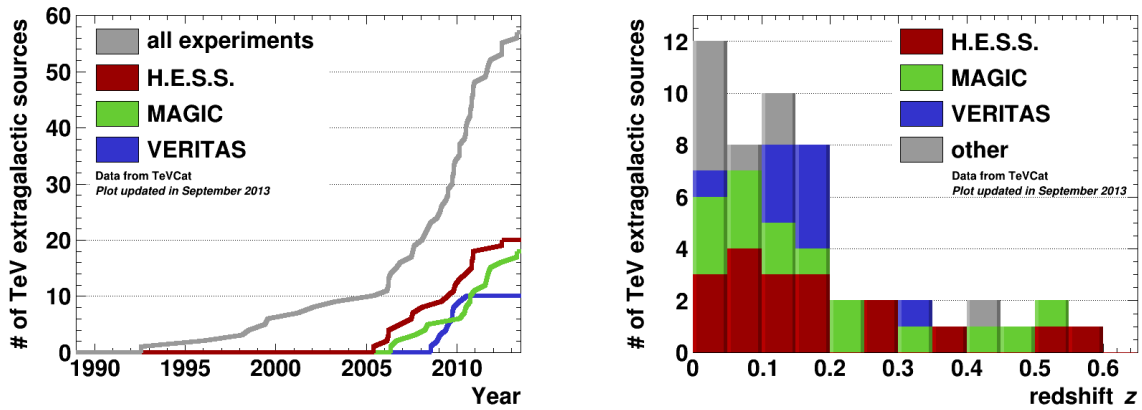 # of TeV extragalactic sources
60
50
40
30
20
10
0
all experiments
H.E.S.S.
MAGIC
VERITAS
Data from TeVCat
Plot updated in September 2013
1990 1995 2000 2005 2010
Year
# of TeV extragalactic sources
12
10
8
6
4
2
0
H.E.S.S.
MAGIC
VERITAS
other
Data from TeVCat
Plot updated in September 2013
0 0.1 0.2 0.3 0.4 0.5 0.6
redshift z